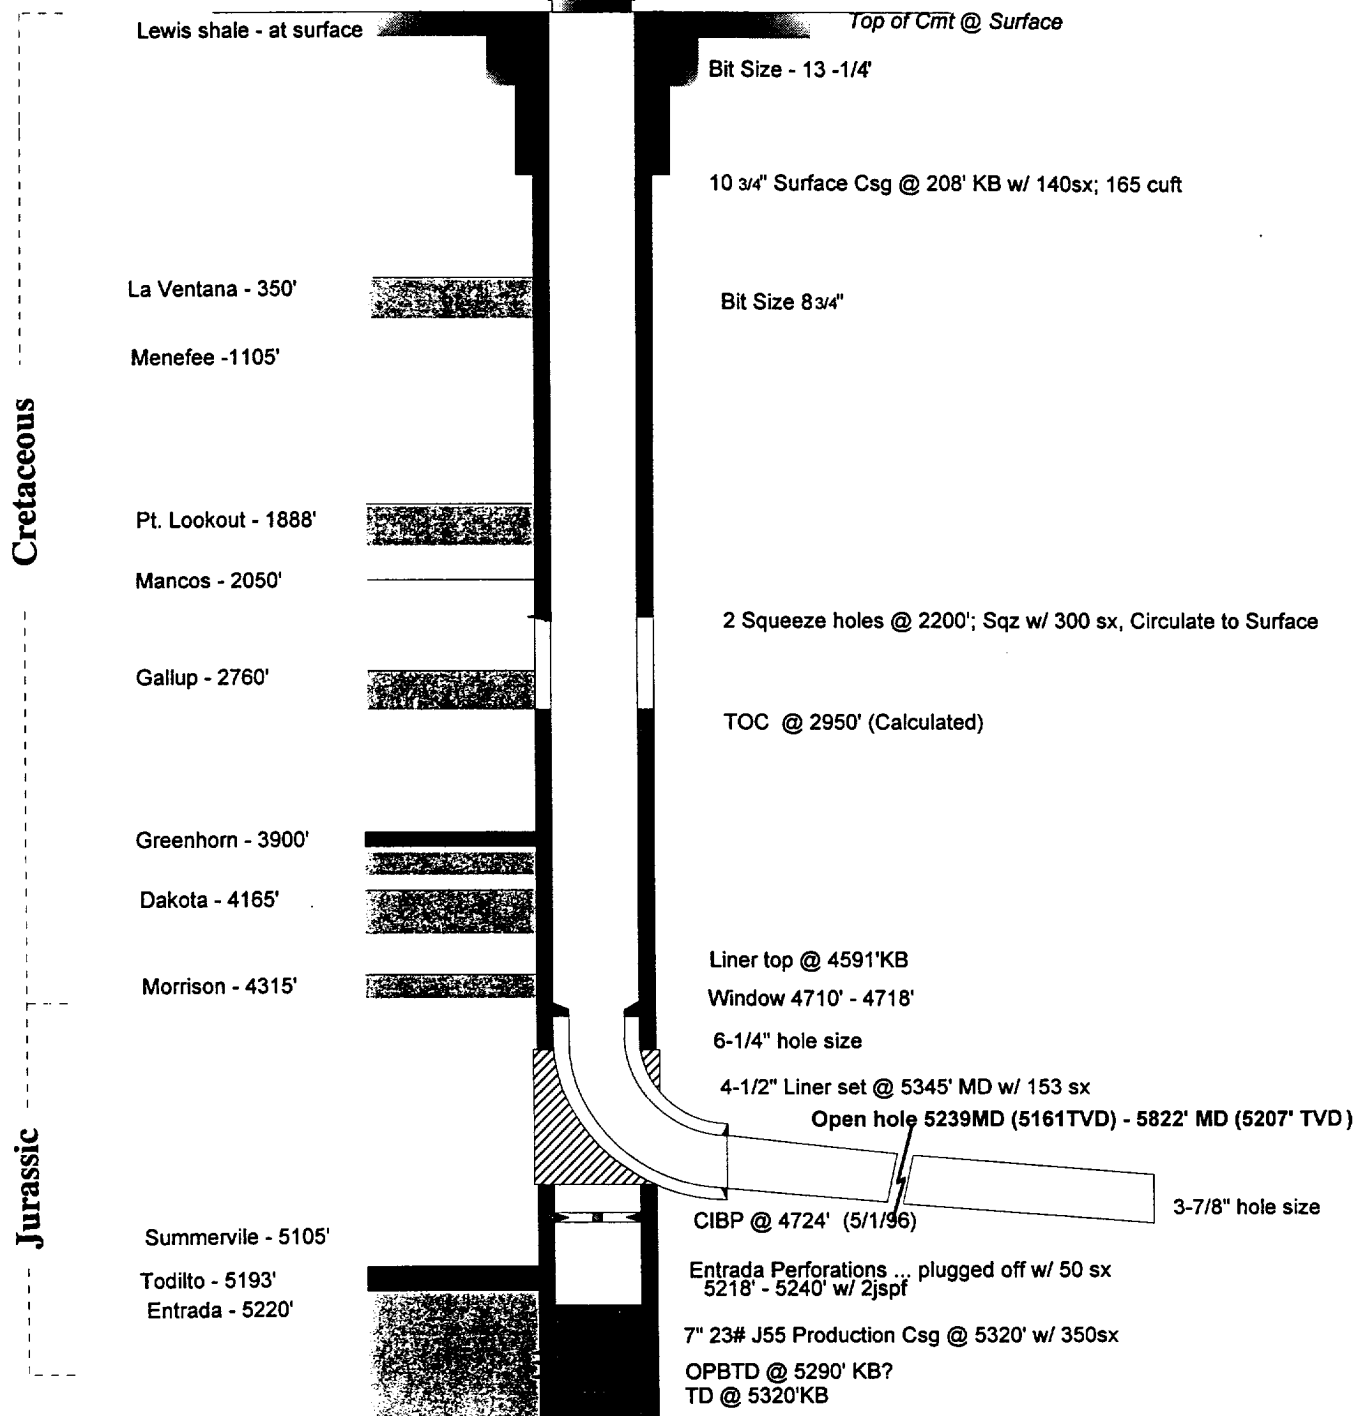 Lewis shale - at surface
Top of Cmt @ Surface
Bit Size - 13 -1/4'
10 3/4" Surface Csg @ 208' KB w/ 140sx; 165 cuft
La Ventana - 350'
Bit Size 8 3/4"
Menefee -1105'
Cretaceous
Pt. Lookout - 1888'
Mancos - 2050'
2 Squeeze holes @ 2200'; Sqz w/ 300 sx, Circulate to Surface
Gallup - 2760'
TOC @ 2950' (Calculated)
Greenhorn - 3900'
Dakota - 4165'
Liner top @ 4591'KB
Morrison - 4315'
Window 4710' - 4718'
6-1/4" hole size
4-1/2" Liner set @ 5345' MD w/ 153 sx
Open hole 5239MD (5161TVD) - 5822' MD (5207' TVD)
Jurassic
3-7/8" hole size
CIBP @ 4724' (5/1/96)
Summervile - 5105'
Entrada Perforations ... plugged off w/ 50 sx
Todilto - 5193'
5218' - 5240' w/ 2jspf
Entrada - 5220'
7" 23# J55 Production Csg @ 5320' w/ 350sx
OPBTD @ 5290' KB?
TD @ 5320'KB